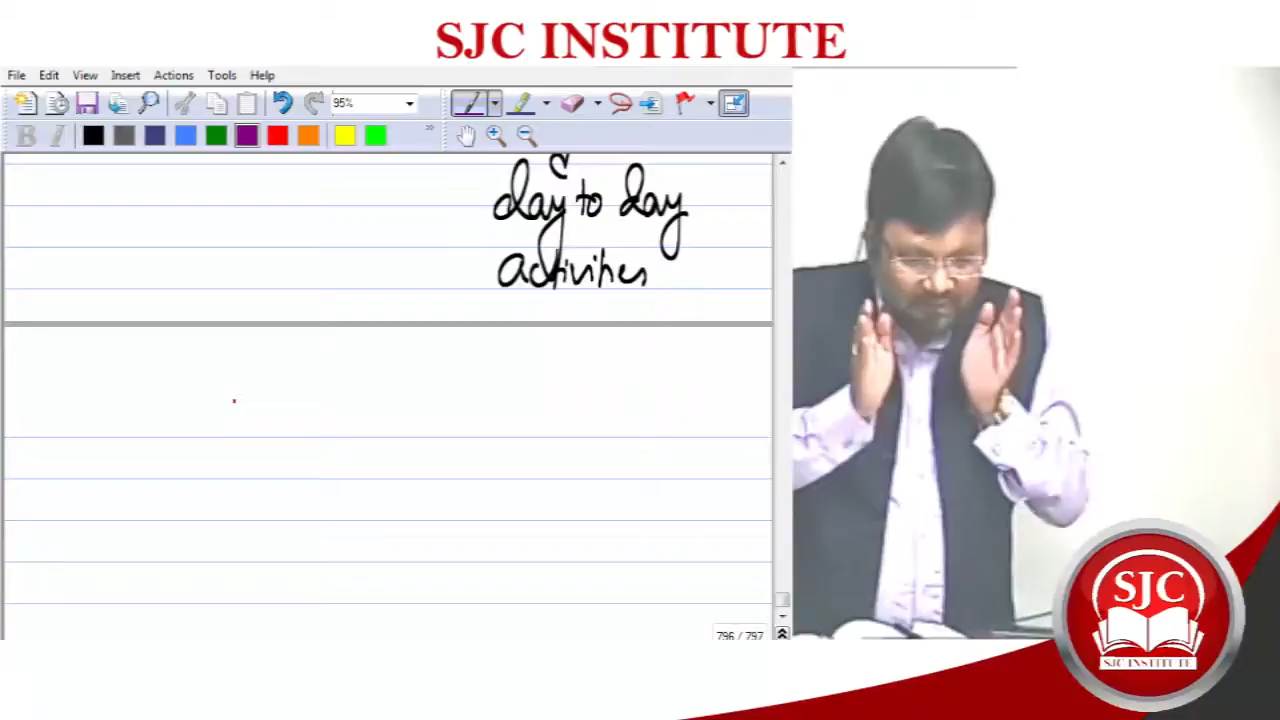 SJC INSTITUTE
File Edit View Insert Actions Tools Help
95%
B I
day to day
activities
796 / 797
SJC
SJC INSTITUTE